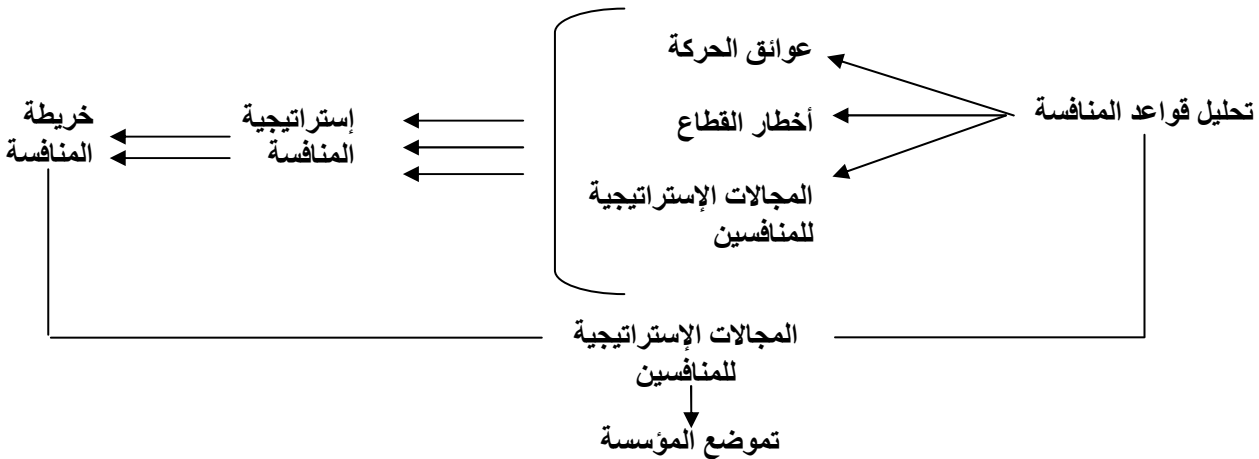 تحليل قواعد المنافسة
عوائق الحركة
أخطار القطاع
المجالات الإستراتيجية
للمنافسين
إستراتيجية
المنافسة
خريطة
المنافسة
المجالات الإستراتيجية
للمنافسين
تموضع المؤسسة